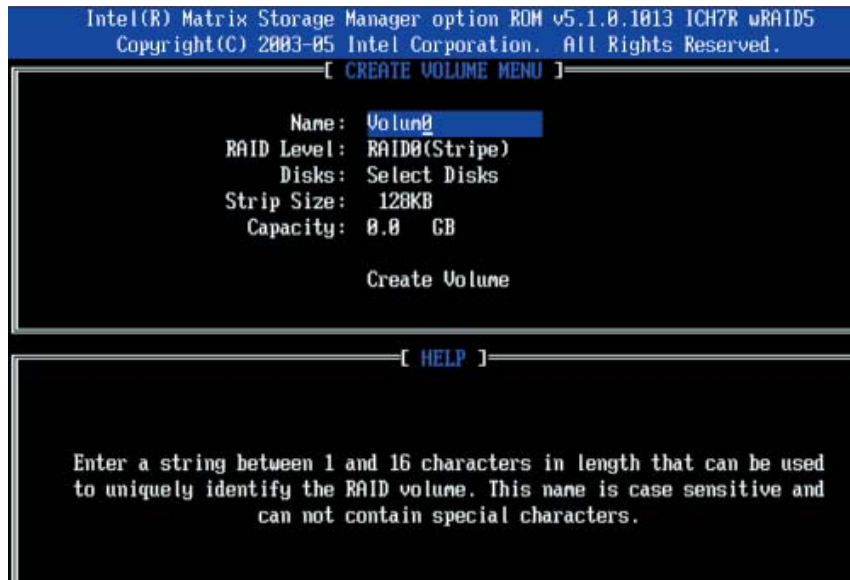 Intel(R) Matrix Storage Manager option ROM v5.1.0.1013 ICH7R wRAID5
Copyright(C) 2003-05 Intel Corporation. All Rights Reserved.
[ CREATE VOLUME MENU ]
Name: Volum0
RAID Level: RAID0(Stripe)
Disks: Select Disks
Strip Size: 128KB
Capacity: 0.0 GB
Create Volume
[ HELP ]
Enter a string between 1 and 16 characters in length that can be used
to uniquely identify the RAID volume. This name is case sensitive and
can not contain special characters.